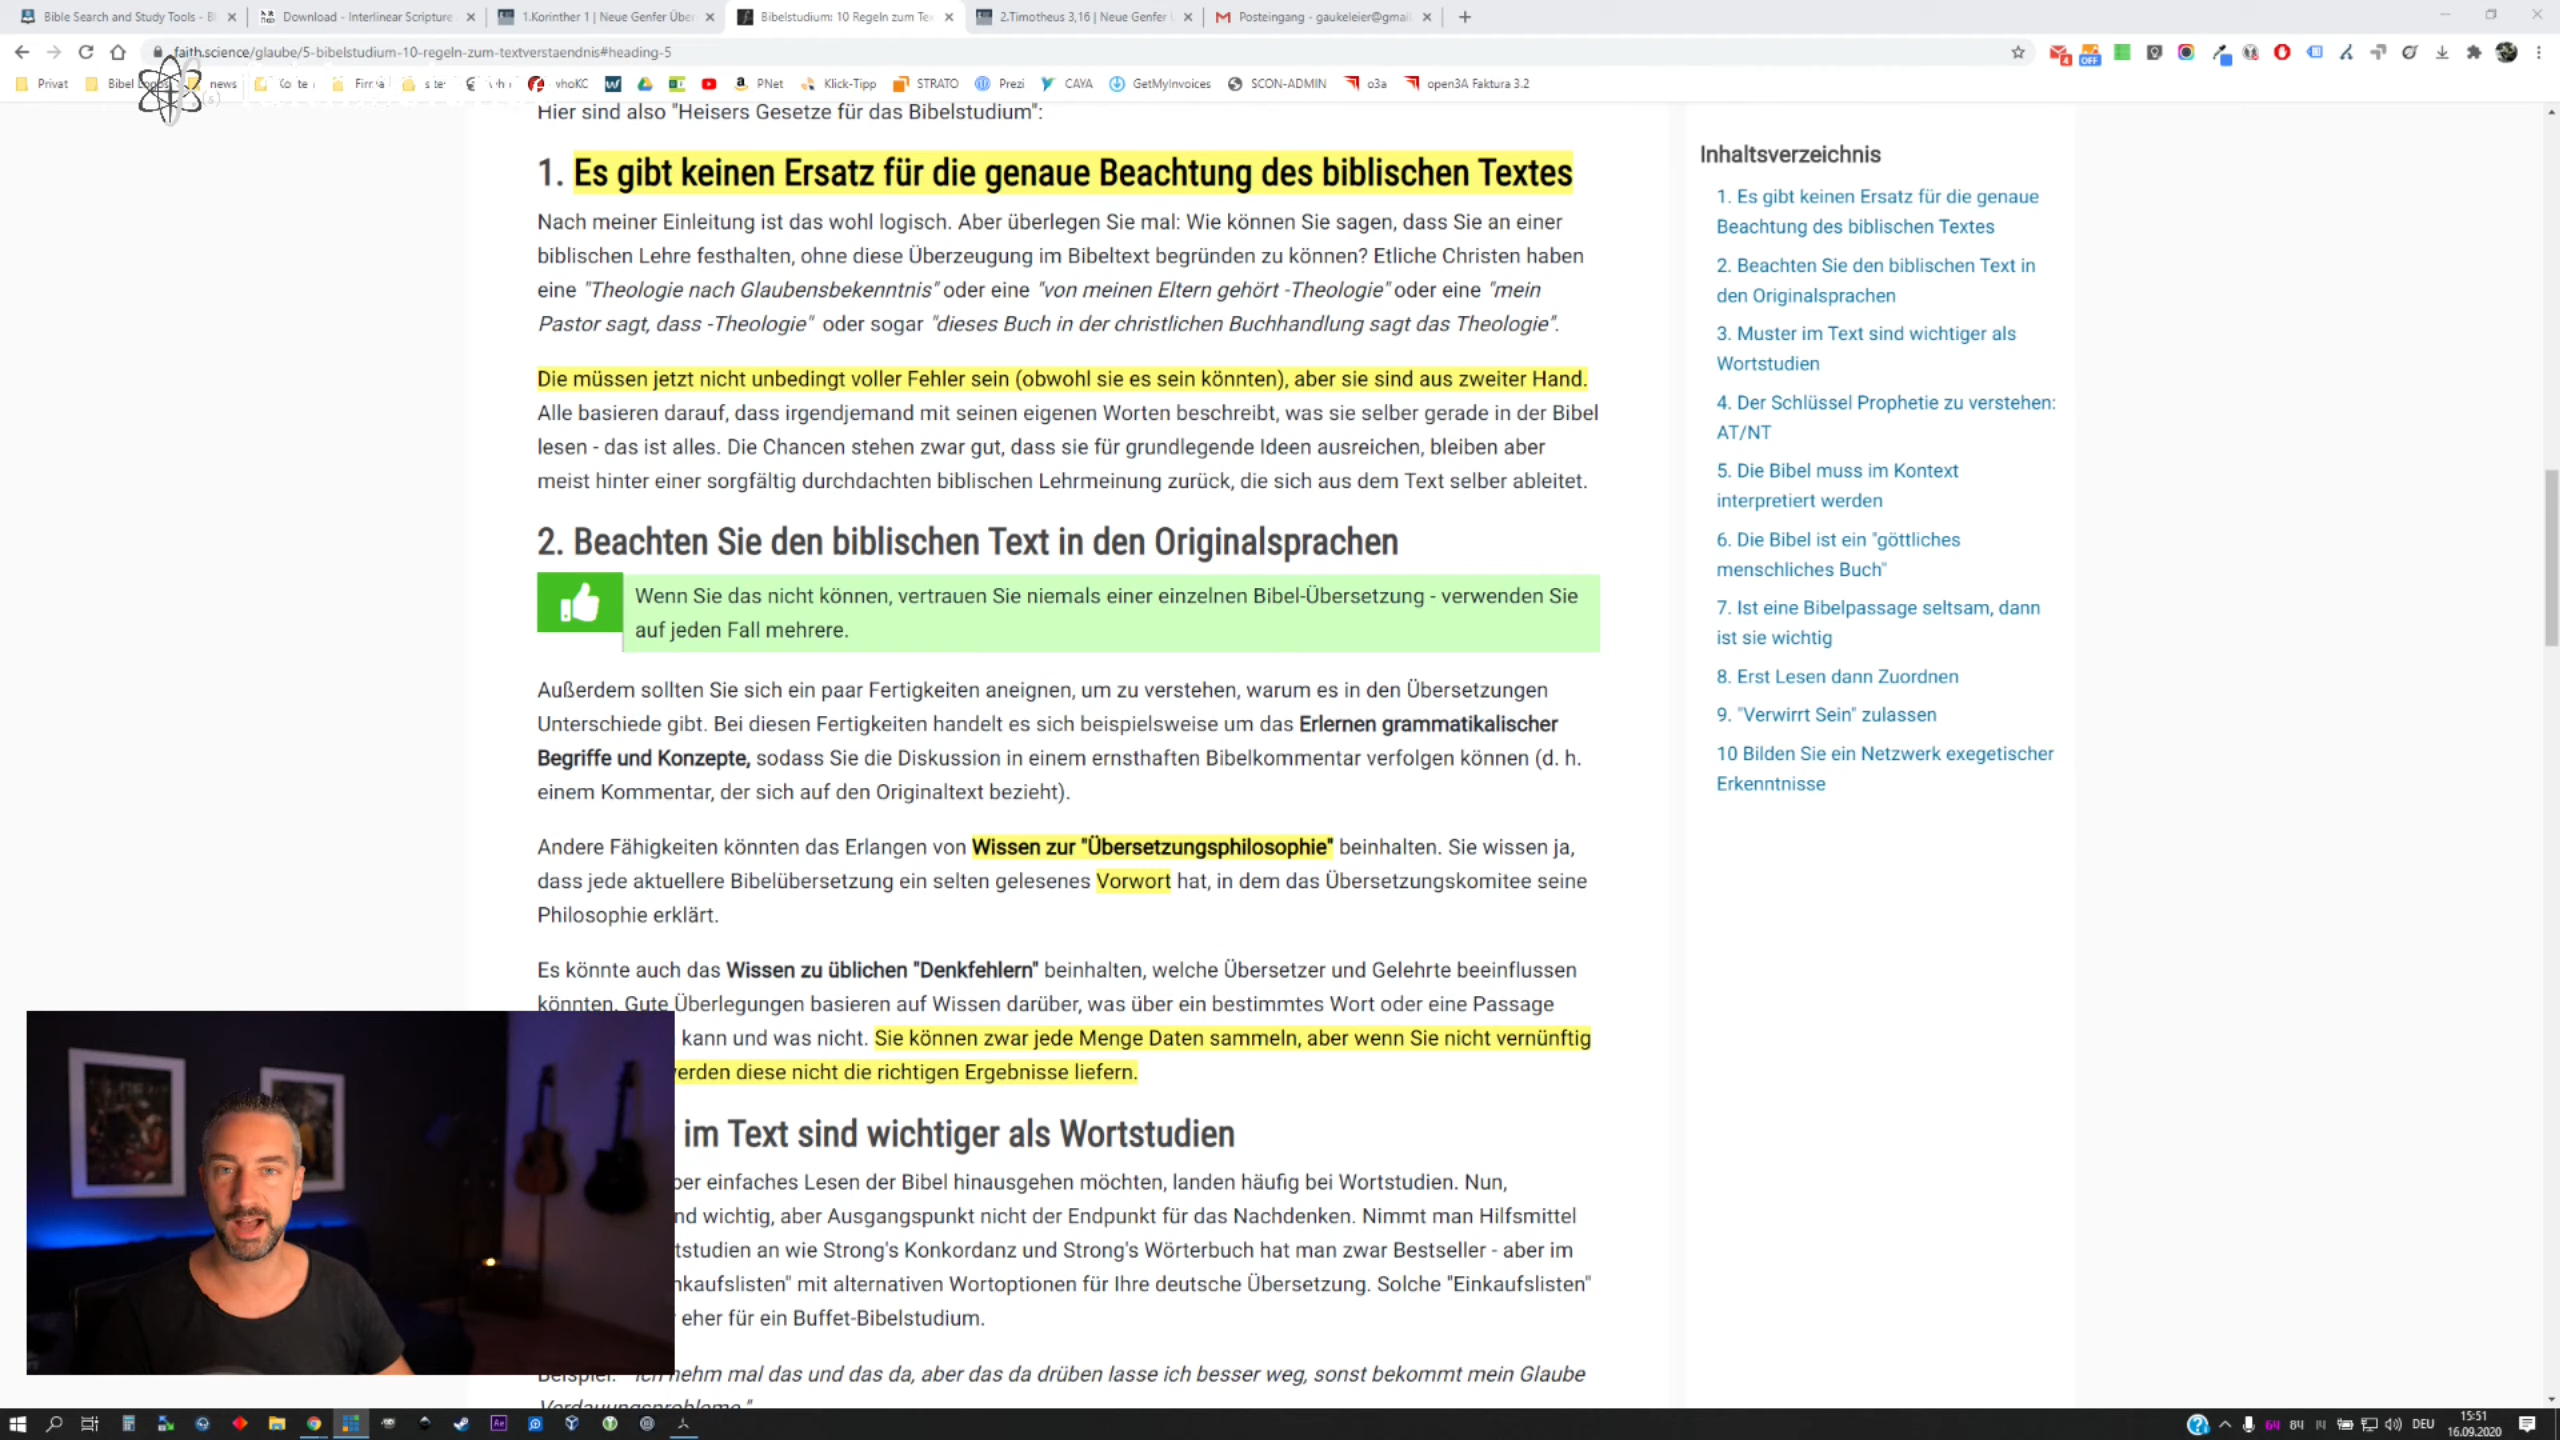 Bible Search and Study Tools - Bl
Download - Interlinear Scripture
1.Korinther 1 | Neue Genfer Über
Bibelstudium: 10 Regeln zum Tex
2.Timotheus 3,16 | Neue Genfer
Posteingang - gaukeleier@gmail.
faith.science/glaube/5-bibelstudium-10-regeln-zum-textverstaendnis#heading-5
Privat
Bibel Logos
news
vhoKC
PNet
Klick-Tipp
STRATO
Prezi
CAYA
GetMyInvoices
SCON-ADMIN
o3a
open3A Faktura 3.2
Hier sind also "Heisers Gesetze für das Bibelstudium":
1. Es gibt keinen Ersatz für die genaue Beachtung des biblischen Textes
Nach meiner Einleitung ist das wohl logisch. Aber überlegen Sie mal: Wie können Sie sagen, dass Sie an einer
biblischen Lehre festhalten, ohne diese Überzeugung im Bibeltext begründen zu können? Etliche Christen haben
eine "Theologie nach Glaubensbekenntnis" oder eine "von meinen Eltern gehört -Theologie" oder eine "mein
Pastor sagt, dass -Theologie" oder sogar "dieses Buch in der christlichen Buchhandlung sagt das Theologie".
Die müssen jetzt nicht unbedingt voller Fehler sein (obwohl sie es sein könnten), aber sie sind aus zweiter Hand.
Alle basieren darauf, dass irgendjemand mit seinen eigenen Worten beschreibt, was sie selber gerade in der Bibel
lesen - das ist alles. Die Chancen stehen zwar gut, dass sie für grundlegende Ideen ausreichen, bleiben aber
meist hinter einer sorgfältig durchdachten biblischen Lehrmeinung zurück, die sich aus dem Text selber ableitet.
2. Beachten Sie den biblischen Text in den Originalsprachen
Wenn Sie das nicht können, vertrauen Sie niemals einer einzelnen Bibel-Übersetzung - verwenden Sie
auf jeden Fall mehrere.
Außerdem sollten Sie sich ein paar Fertigkeiten aneignen, um zu verstehen, warum es in den Übersetzungen
Unterschiede gibt. Bei diesen Fertigkeiten handelt es sich beispielsweise um das Erlernen grammatikalischer
Begriffe und Konzepte, sodass Sie die Diskussion in einem ernsthaften Bibelkommentar verfolgen können (d. h.
einem Kommentar, der sich auf den Originaltext bezieht).
Andere Fähigkeiten könnten das Erlangen von Wissen zur "Übersetzungsphilosophie" beinhalten. Sie wissen ja,
dass jede aktuellere Bibelübersetzung ein selten gelesenes Vorwort hat, in dem das Übersetzungskomitee seine
Philosophie erklärt.
Es könnte auch das Wissen zu üblichen "Denkfehlern" beinhalten, welche Übersetzer und Gelehrte beeinflussen
könnten. Gute Überlegungen basieren auf Wissen darüber, was über ein bestimmtes Wort oder eine Passage
kann und was nicht. Sie können zwar jede Menge Daten sammeln, aber wenn Sie nicht vernünftig
erden diese nicht die richtigen Ergebnisse liefern.
im Text sind wichtiger als Wortstudien
ber einfaches Lesen der Bibel hinausgehen möchten, landen häufig bei Wortstudien. Nun,
nd wichtig, aber Ausgangspunkt nicht der Endpunkt für das Nachdenken. Nimmt man Hilfsmittel
tstudien an wie Strong's Konkordanz und Strong's Wörterbuch hat man zwar Bestseller - aber im
nkaufslisten" mit alternativen Wortoptionen für Ihre deutsche Übersetzung. Solche "Einkaufslisten"
eher für ein Buffet-Bibelstudium.
Beispiel: "Ich nehm mal das und das da, aber das da drüben lasse ich besser weg, sonst bekommt mein Glaube
Verdauungsprobleme."
Inhaltsverzeichnis
1. Es gibt keinen Ersatz für die genaue
Beachtung des biblischen Textes
2. Beachten Sie den biblischen Text in
den Originalsprachen
3. Muster im Text sind wichtiger als
Wortstudien
4. Der Schlüssel Prophetie zu verstehen:
AT/NT
5. Die Bibel muss im Kontext
interpretiert werden
6. Die Bibel ist ein "göttliches
menschliches Buch"
7. Ist eine Bibelpassage seltsam, dann
ist sie wichtig
8. Erst Lesen dann Zuordnen
9. "Verwirrt Sein" zulassen
10 Bilden Sie ein Netzwerk exegetischer
Erkenntnisse
DEU
15:51
16.09.2020